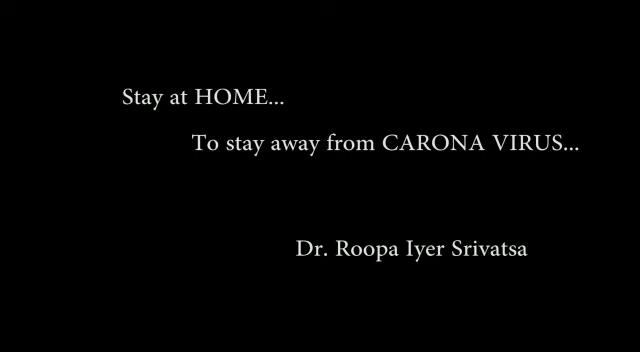 Stay at HOME...
To stay away from CARONA VIRUS...
Dr. Roopa Iyer Srivatsa